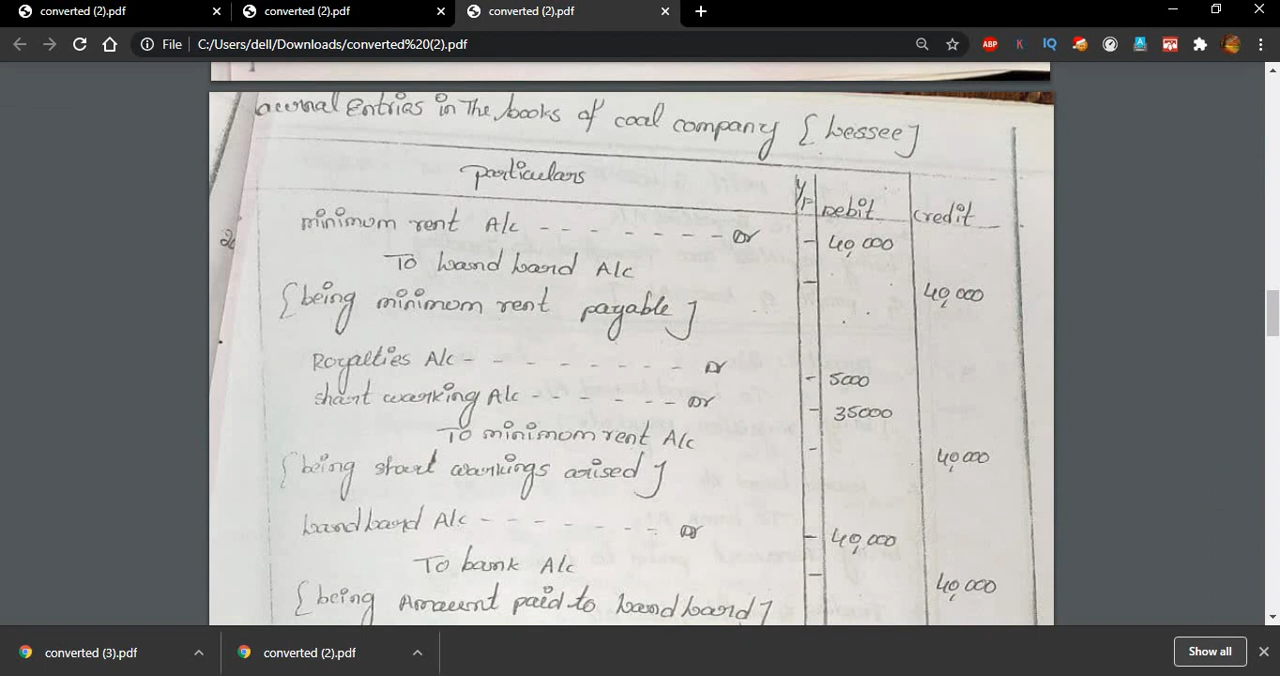 converted (2).pdf
converted (2).pdf
converted (2).pdf
File
C:/Users/dell/Downloads/converted%20(2).pdf
ABP
K
IQ
Entries in The books of coal company [Lessee]
particulars
Debit
Credit
minimum rent A/c - - - - - - - - Dr
- 40,000
To Landlord A/c
- 40,000
[being minimum rent payable]
Royalties A/c - - - - - - - - Dr
- 5000
short working A/c - - - - - - - Dr
- 35000
To minimum rent A/c
- 40,000
[being short workings arised]
Landlord A/c - - - - - - - Dr
- 40,000
To bank A/c
- 40,000
[being Amount paid to Landlord]
converted (3).pdf
converted (2).pdf
Show all